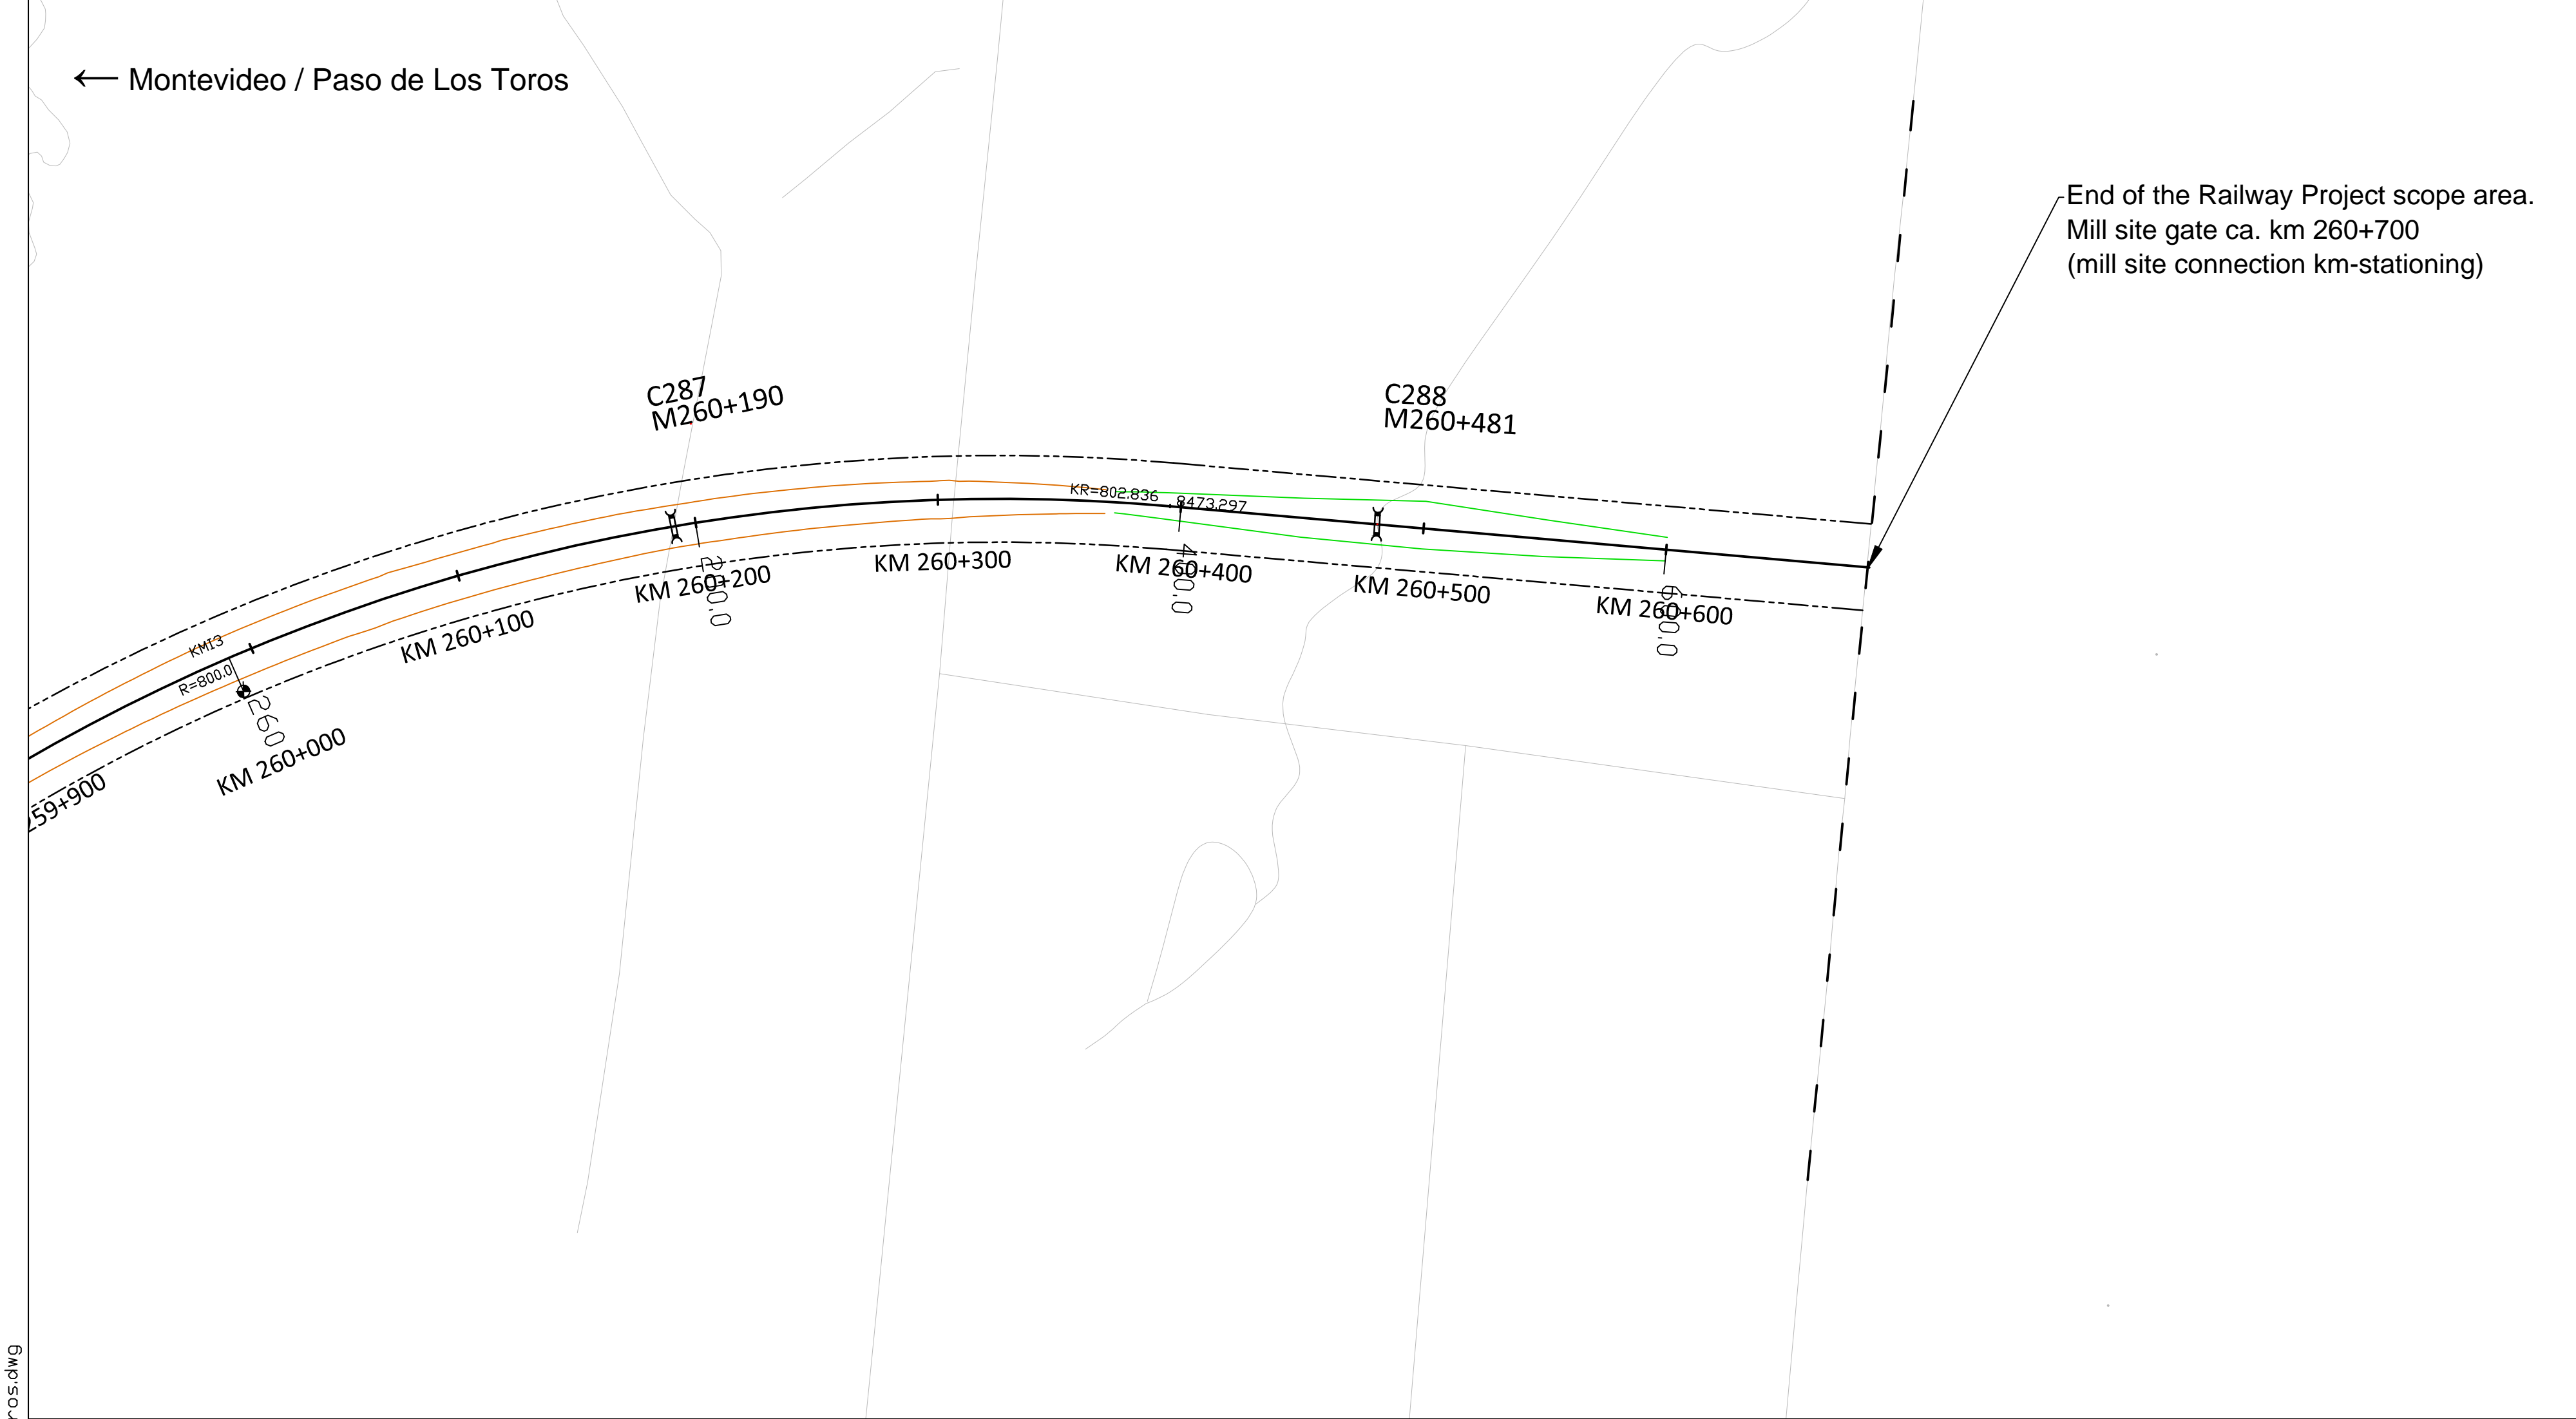 ← Montevideo / Paso de Los Toros
End of the Railway Project scope area.
Mill site gate ca. km 260+700
(mill site connection km-stationing)
C287
M260+190
C288
M260+481
KR=802.836
8473.297
KMI3
R=800.0
260
200.0
400.0
600.0
259+900
KM 260+000
KM 260+100
KM 260+200
KM 260+300
KM 260+400
KM 260+500
KM 260+600
ros.dwg